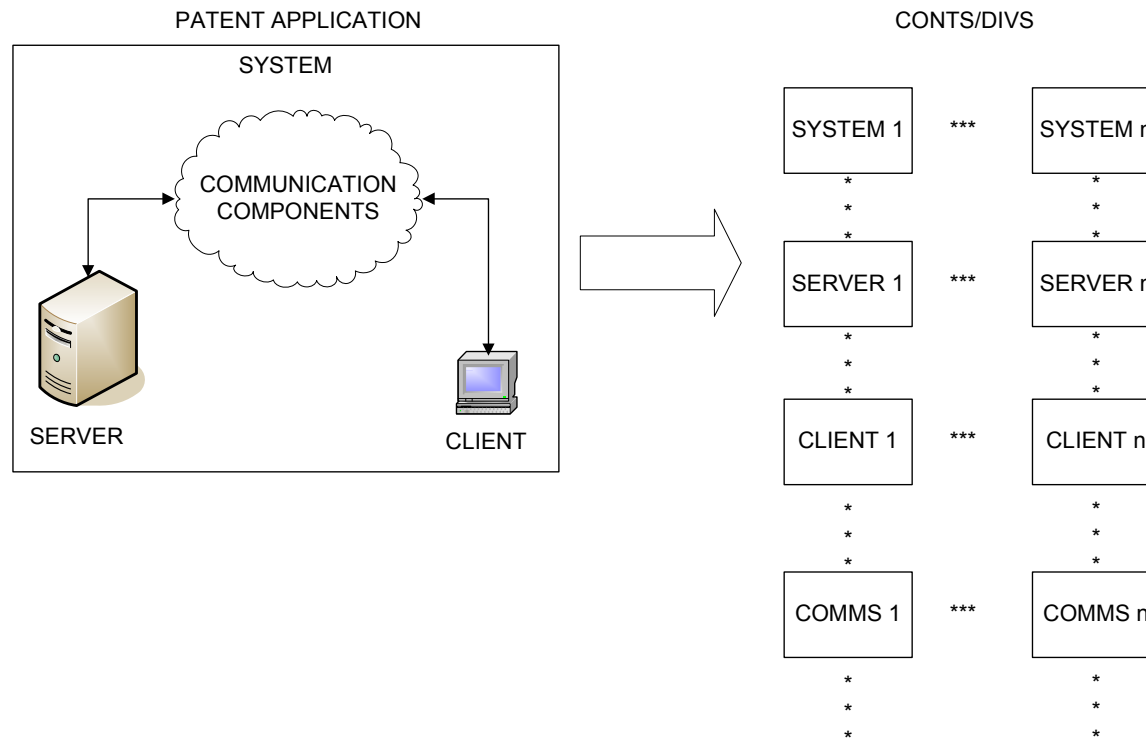 PATENT APPLICATION
SYSTEM
COMMUNICATION
COMPONENTS
SERVER
CLIENT
CONTS/DIVS
SYSTEM 1 *** SYSTEM n
* *
* *
* *
SERVER 1 *** SERVER n
* *
* *
* *
CLIENT 1 *** CLIENT n
* *
* *
* *
COMMS 1 *** COMMS n
* *
* *
* *